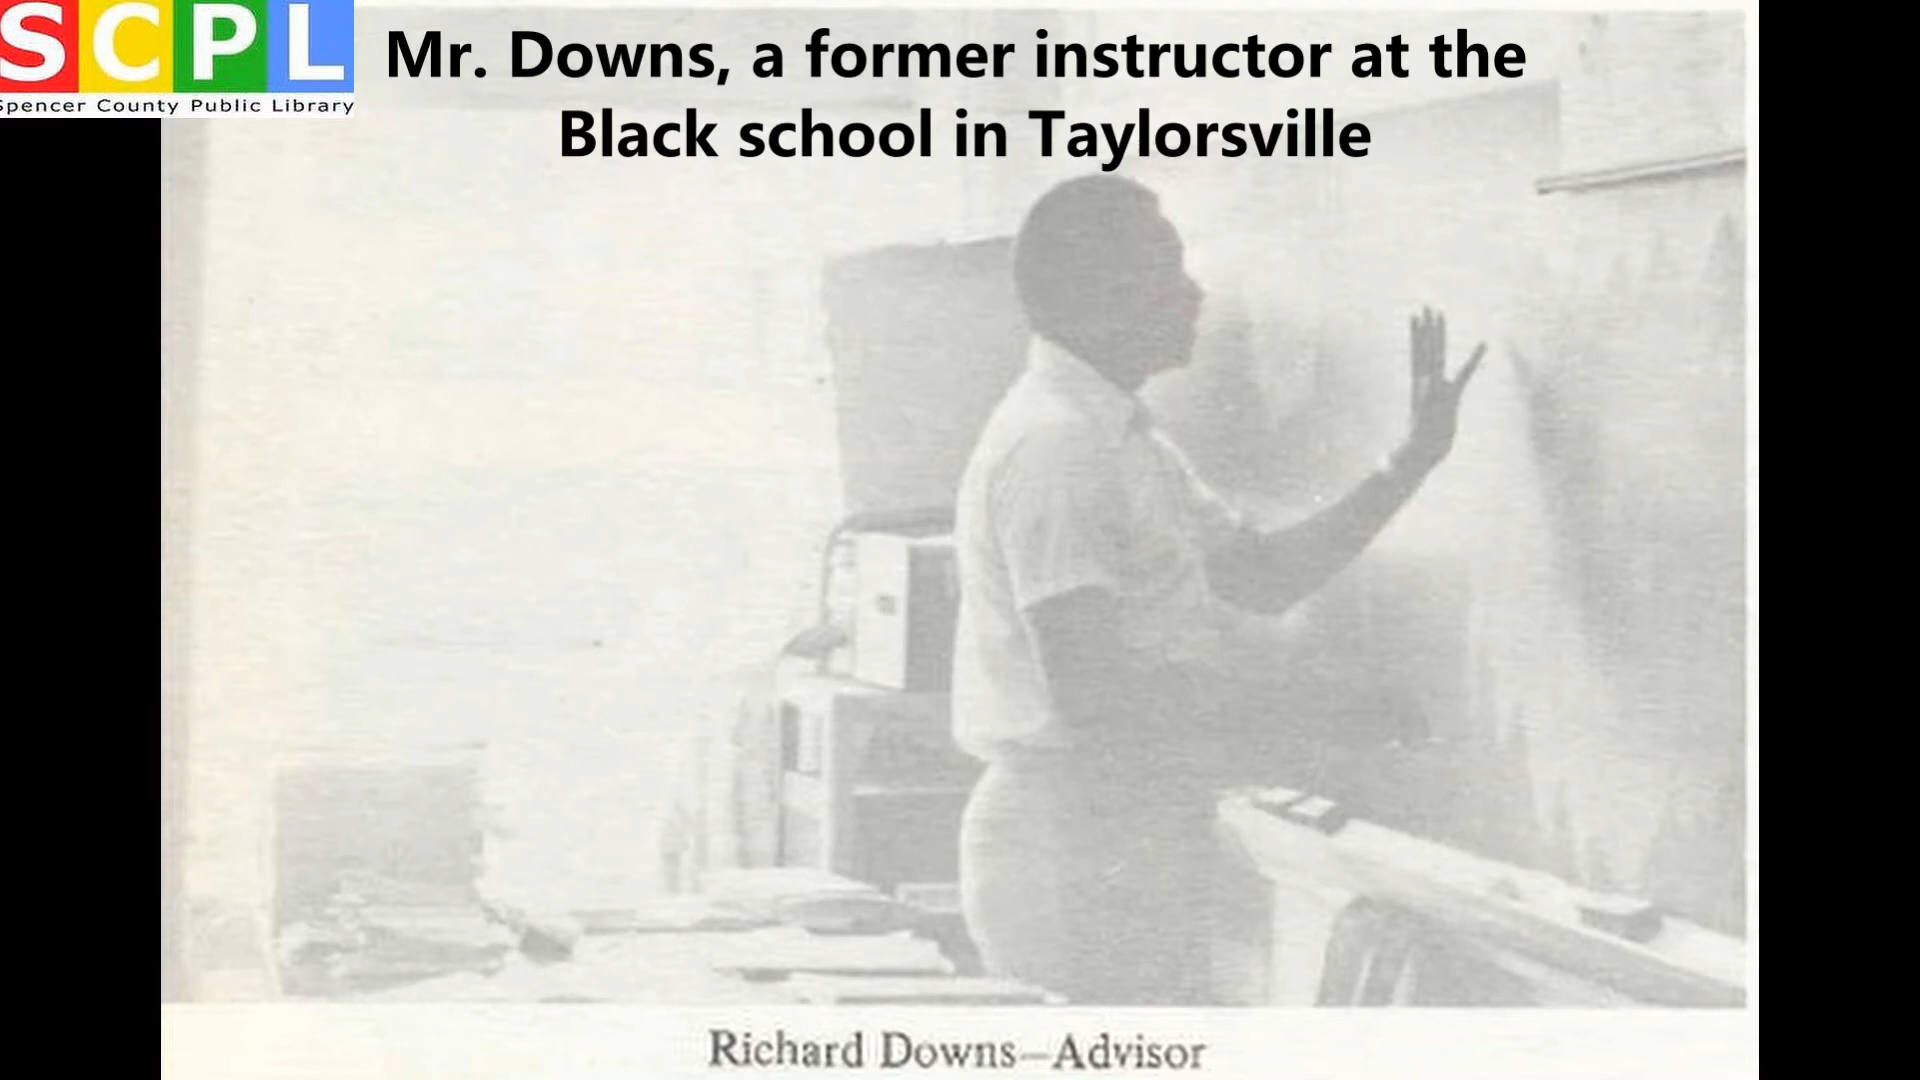 SCPL
Spencer County Public Library
Mr. Downs, a former instructor at the
Black school in Taylorsville
Richard Downs—Advisor